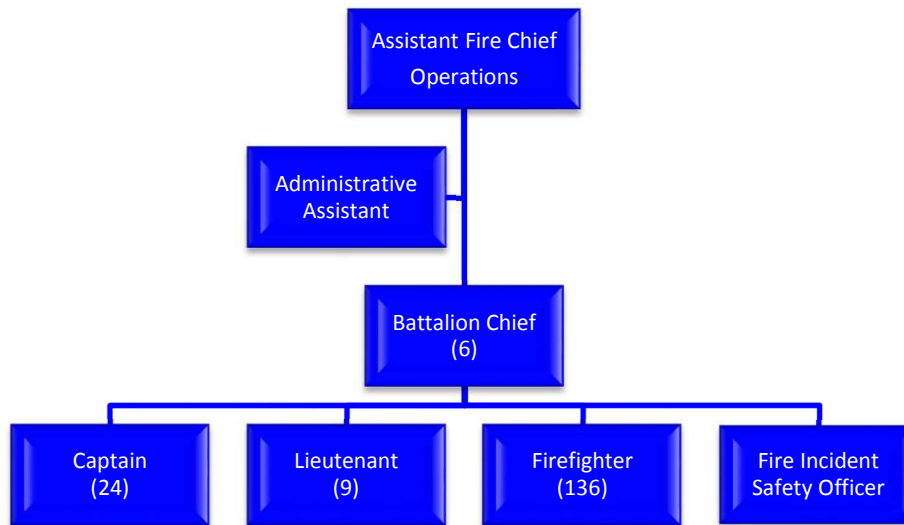 Assistant Fire Chief
Operations
Administrative
Assistant
Battalion Chief
(6)
Captain
(24)
Lieutenant
(9)
Firefighter
(136)
Fire Incident
Safety Officer